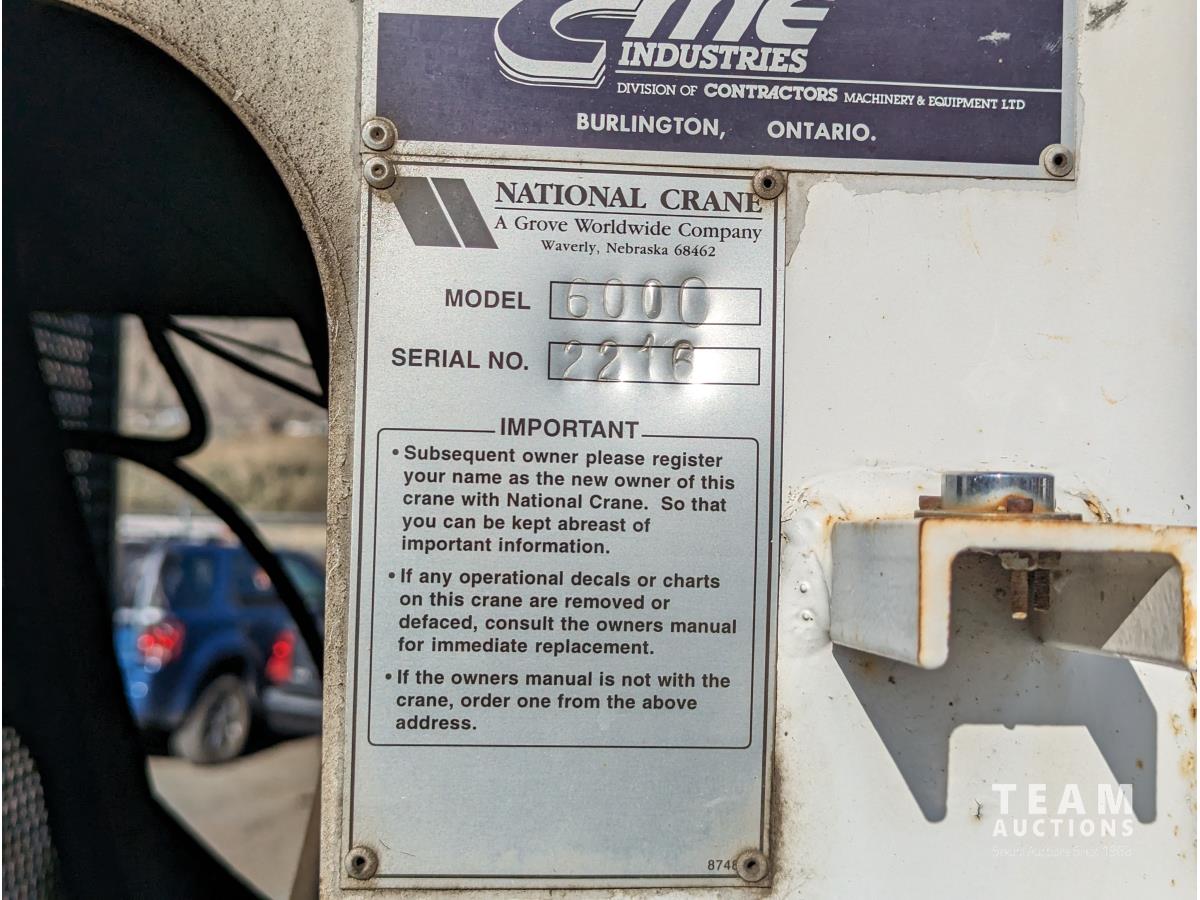 CME
INDUSTRIES
DIVISION OF CONTRACTORS MACHINERY & EQUIPMENT LTD
BURLINGTON, ONTARIO.
NATIONAL CRANE
A Grove Worldwide Company
Waverly, Nebraska 68462
MODEL 6000
SERIAL NO. 2216
IMPORTANT
• Subsequent owner please register
your name as the new owner of this
crane with National Crane. So that
you can be kept abreast of
important information.
• If any operational decals or charts
on this crane are removed or
defaced, consult the owners manual
for immediate replacement.
• If the owners manual is not with the
crane, order one from the above
address.
8748
TEAM
AUCTIONS